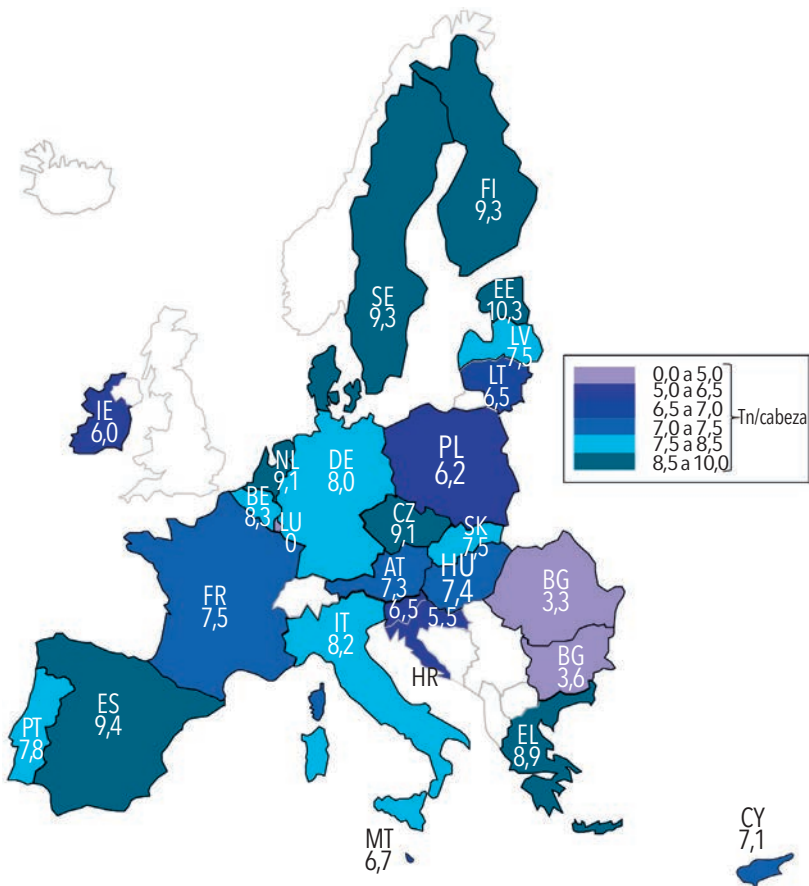 FI
9,3
SE
9,3
EE
10,3
LV
7,5
LT
6,5
IE
6,0
NL
9,1
DE
8,0
PL
6,2
BE
8,3
LU
0
CZ
9,1
SK
7,5
AT
7,3
HU
7,4
FR
7,5
6,5
5,5
BG
3,3
IT
8,2
HR
BG
3,6
ES
9,4
PT
7,8
EL
8,9
MT
6,7
CY
7,1
0,0 a 5,0
5,0 a 6,5
6,5 a 7,0
7,0 a 7,5
7,5 a 8,5
8,5 a 10,0
Tn/cabeza